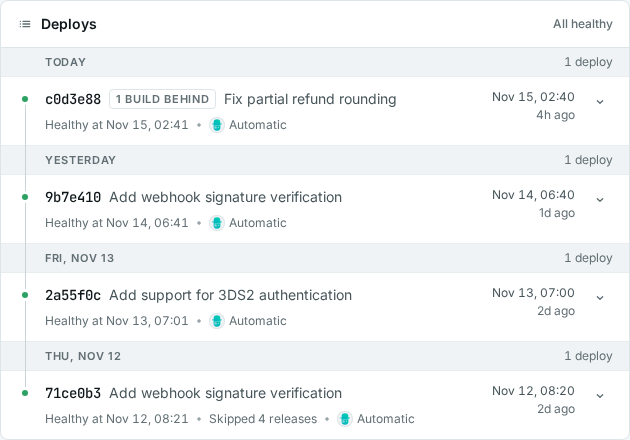 Deploys All healthy
TODAY 1 deploy
c0d3e88 1 BUILD BEHIND Fix partial refund rounding Nov 15, 02:40
Healthy at Nov 15, 02:41 • Automatic 4h ago
YESTERDAY 1 deploy
9b7e410 Add webhook signature verification Nov 14, 06:40
Healthy at Nov 14, 06:41 • Automatic 1d ago
FRI, NOV 13 1 deploy
2a55f0c Add support for 3DS2 authentication Nov 13, 07:00
Healthy at Nov 13, 07:01 • Automatic 2d ago
THU, NOV 12 1 deploy
71ce0b3 Add webhook signature verification Nov 12, 08:20
Healthy at Nov 12, 08:21 • Skipped 4 releases • Automatic 2d ago